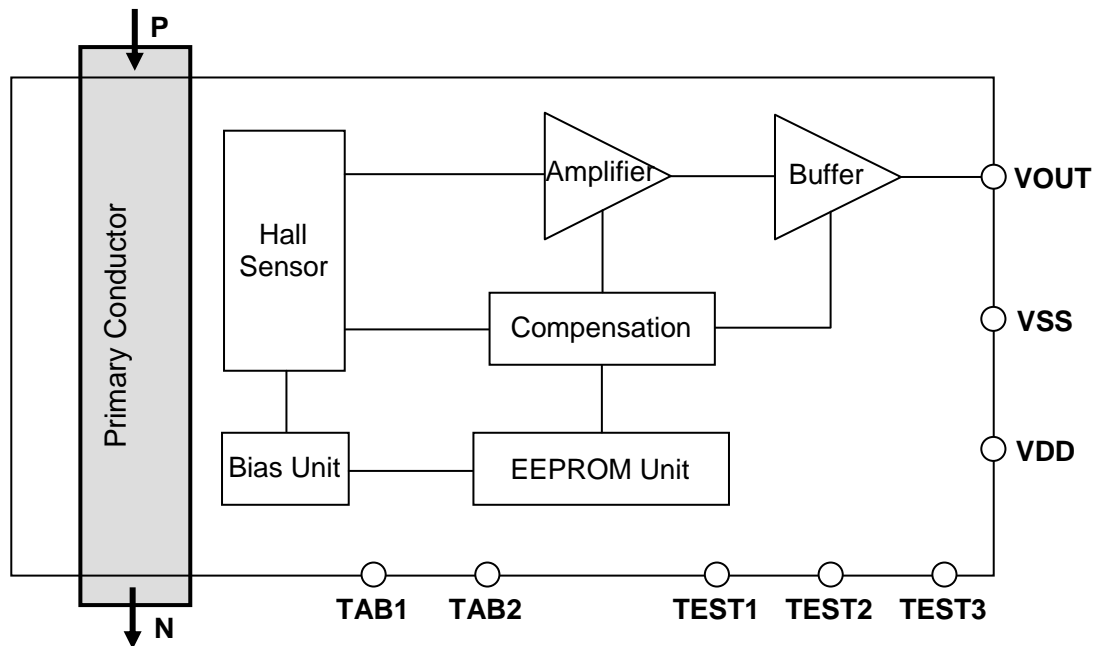 P
Amplifier
Buffer
VOUT
Hall
Sensor
Primary Conductor
Compensation
VSS
VDD
Bias Unit
EEPROM Unit
TAB1
TAB2
TEST1
TEST2
TEST3
N